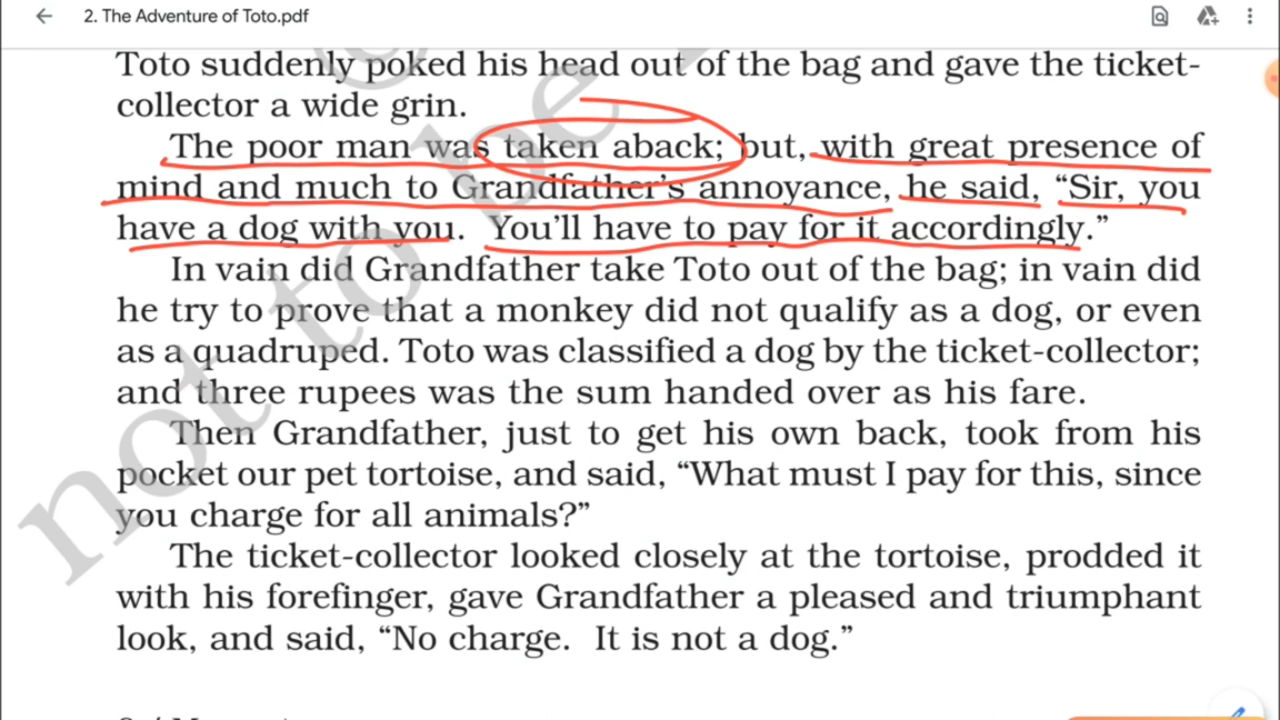 2. The Adventure of Toto.pdf
Toto suddenly poked his head out of the bag and gave the ticket-
collector a wide grin.
The poor man was taken aback; but, with great presence of
mind and much to Grandfather's annoyance, he said, “Sir, you
have a dog with you. You'll have to pay for it accordingly.”
In vain did Grandfather take Toto out of the bag; in vain did
he try to prove that a monkey did not qualify as a dog, or even
as a quadruped. Toto was classified a dog by the ticket-collector;
and three rupees was the sum handed over as his fare.
Then Grandfather, just to get his own back, took from his
pocket our pet tortoise, and said, “What must I pay for this, since
you charge for all animals?”
The ticket-collector looked closely at the tortoise, prodded it
with his forefinger, gave Grandfather a pleased and triumphant
look, and said, “No charge. It is not a dog.”
not to be